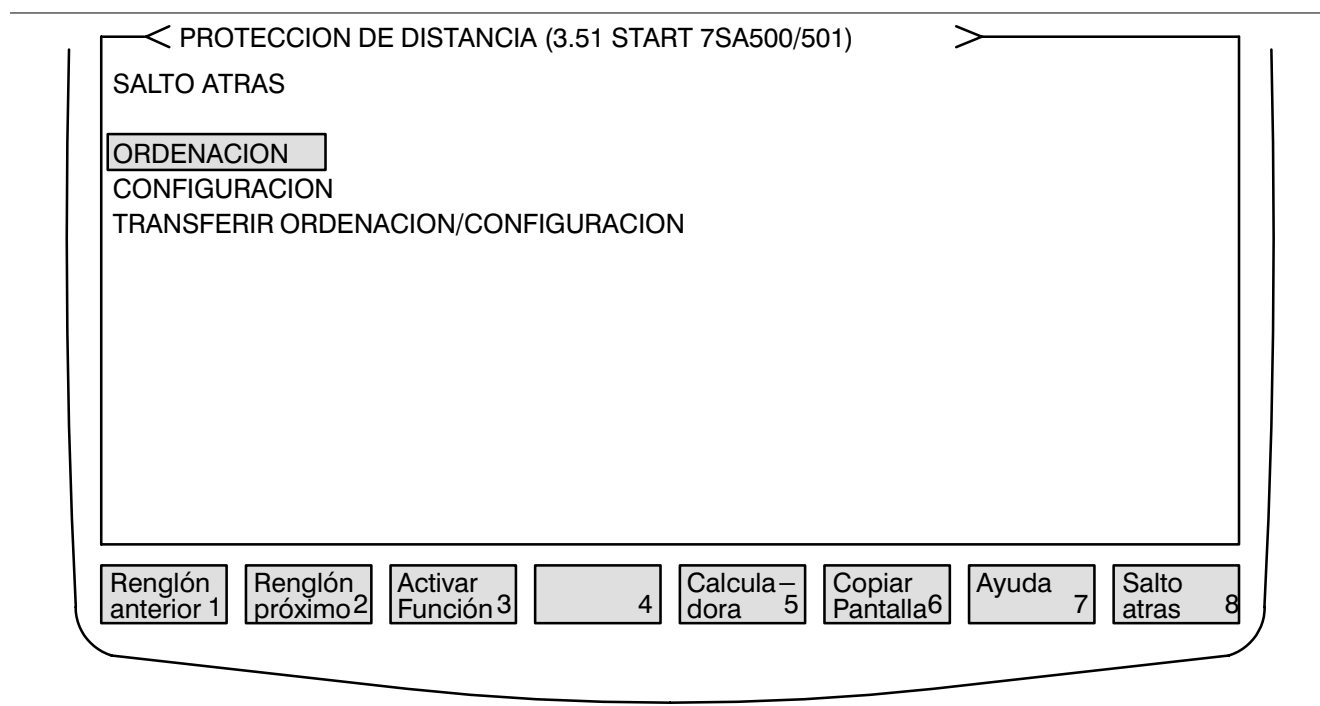 PROTECCION DE DISTANCIA (3.51 START 7SA500/501)
SALTO ATRAS
ORDENACION
CONFIGURACION
TRANSFERIR ORDENACION/CONFIGURACION
Renglón
anterior 1
Renglón
próximo 2
Activar
Función 3
4
Calcula–
dora 5
Copiar
Pantalla 6
Ayuda
7
Salto
atras 8